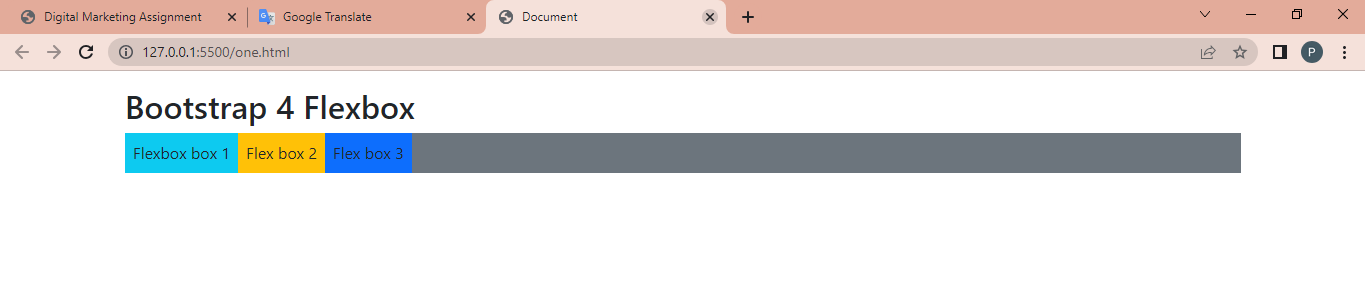 Digital Marketing Assignment
Google Translate
Document
127.0.0.1:5500/one.html
P
Bootstrap 4 Flexbox
Flexbox box 1 Flex box 2 Flex box 3